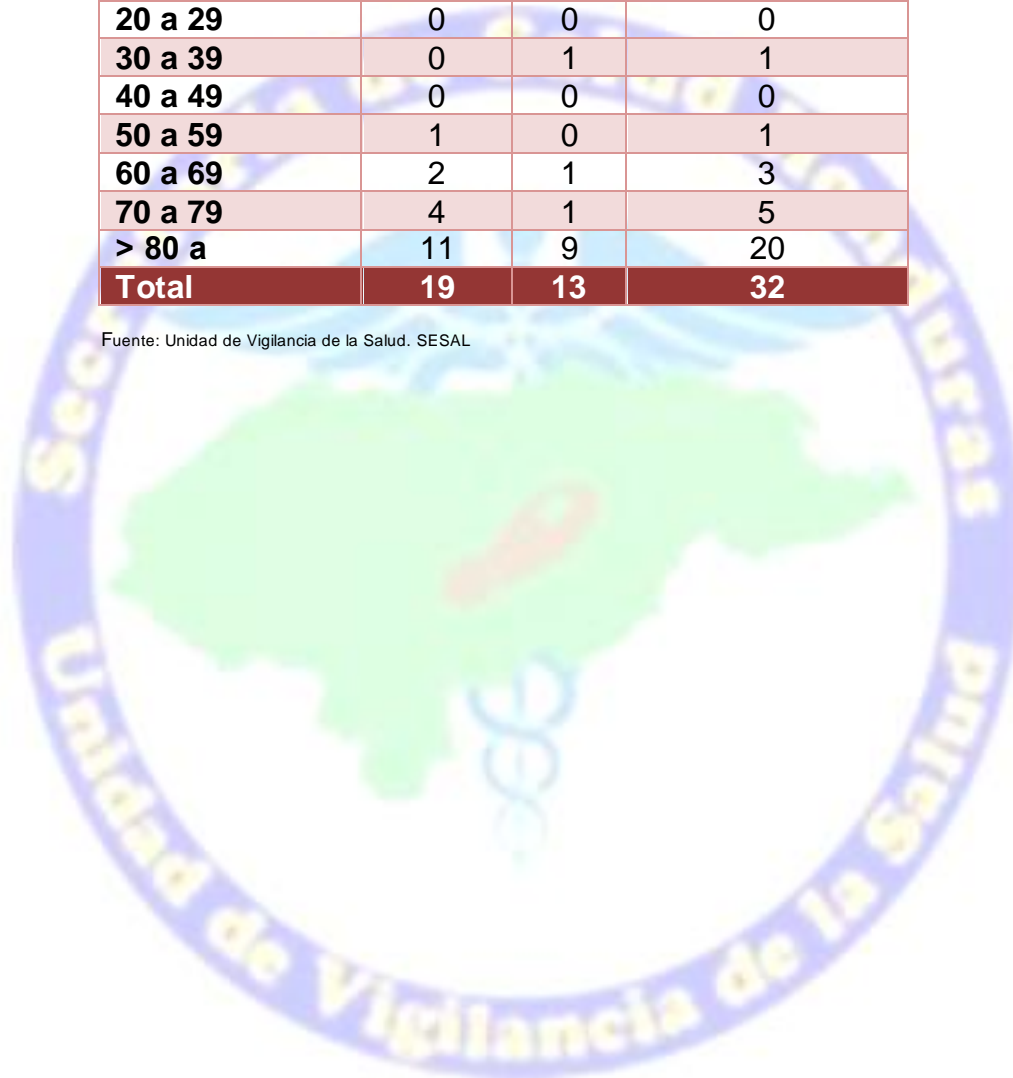 20 a 29 0 0 0
30 a 39 0 1 1
40 a 49 0 0 0
50 a 59 1 0 1
60 a 69 2 1 3
70 a 79 4 1 5
> 80 a 11 9 20
Total 19 13 32
Fuente: Unidad de Vigilancia de la Salud. SESAL
Unidad de Vigilancia de la Salud